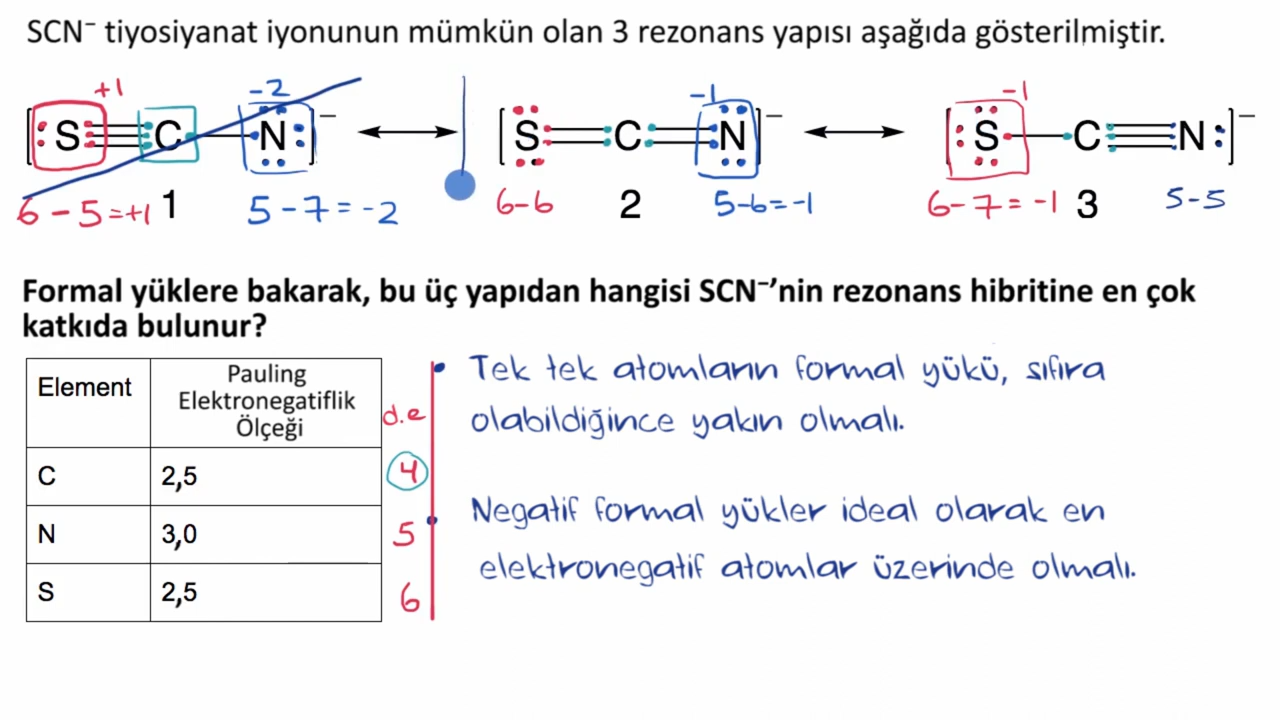 SCN⁻ tiyosiyanat iyonunun mümkün olan 3 rezonans yapısı aşağıda gösterilmiştir.
+1 -2 -1 -1
[:S≡C-N:]⁻ ↔ [S=C=N]⁻ ↔ [:S-C≡N:]⁻
6-5=+1 1 5-7=-2 6-6 2 5-6=-1 6-7=-1 3 5-5
Formal yüklere bakarak, bu üç yapıdan hangisi SCN⁻'nin rezonans hibritine en çok
katkıda bulunur?
Element Pauling
Elektronegatiflik
Ölçeği
d.e
C 2,5 4
N 3,0 5
S 2,5 6
• Tek tek atomların formal yükü, sıfıra
olabildiğince yakın olmalı.
• Negatif formal yükler ideal olarak en
elektronegatif atomlar üzerinde olmalı.